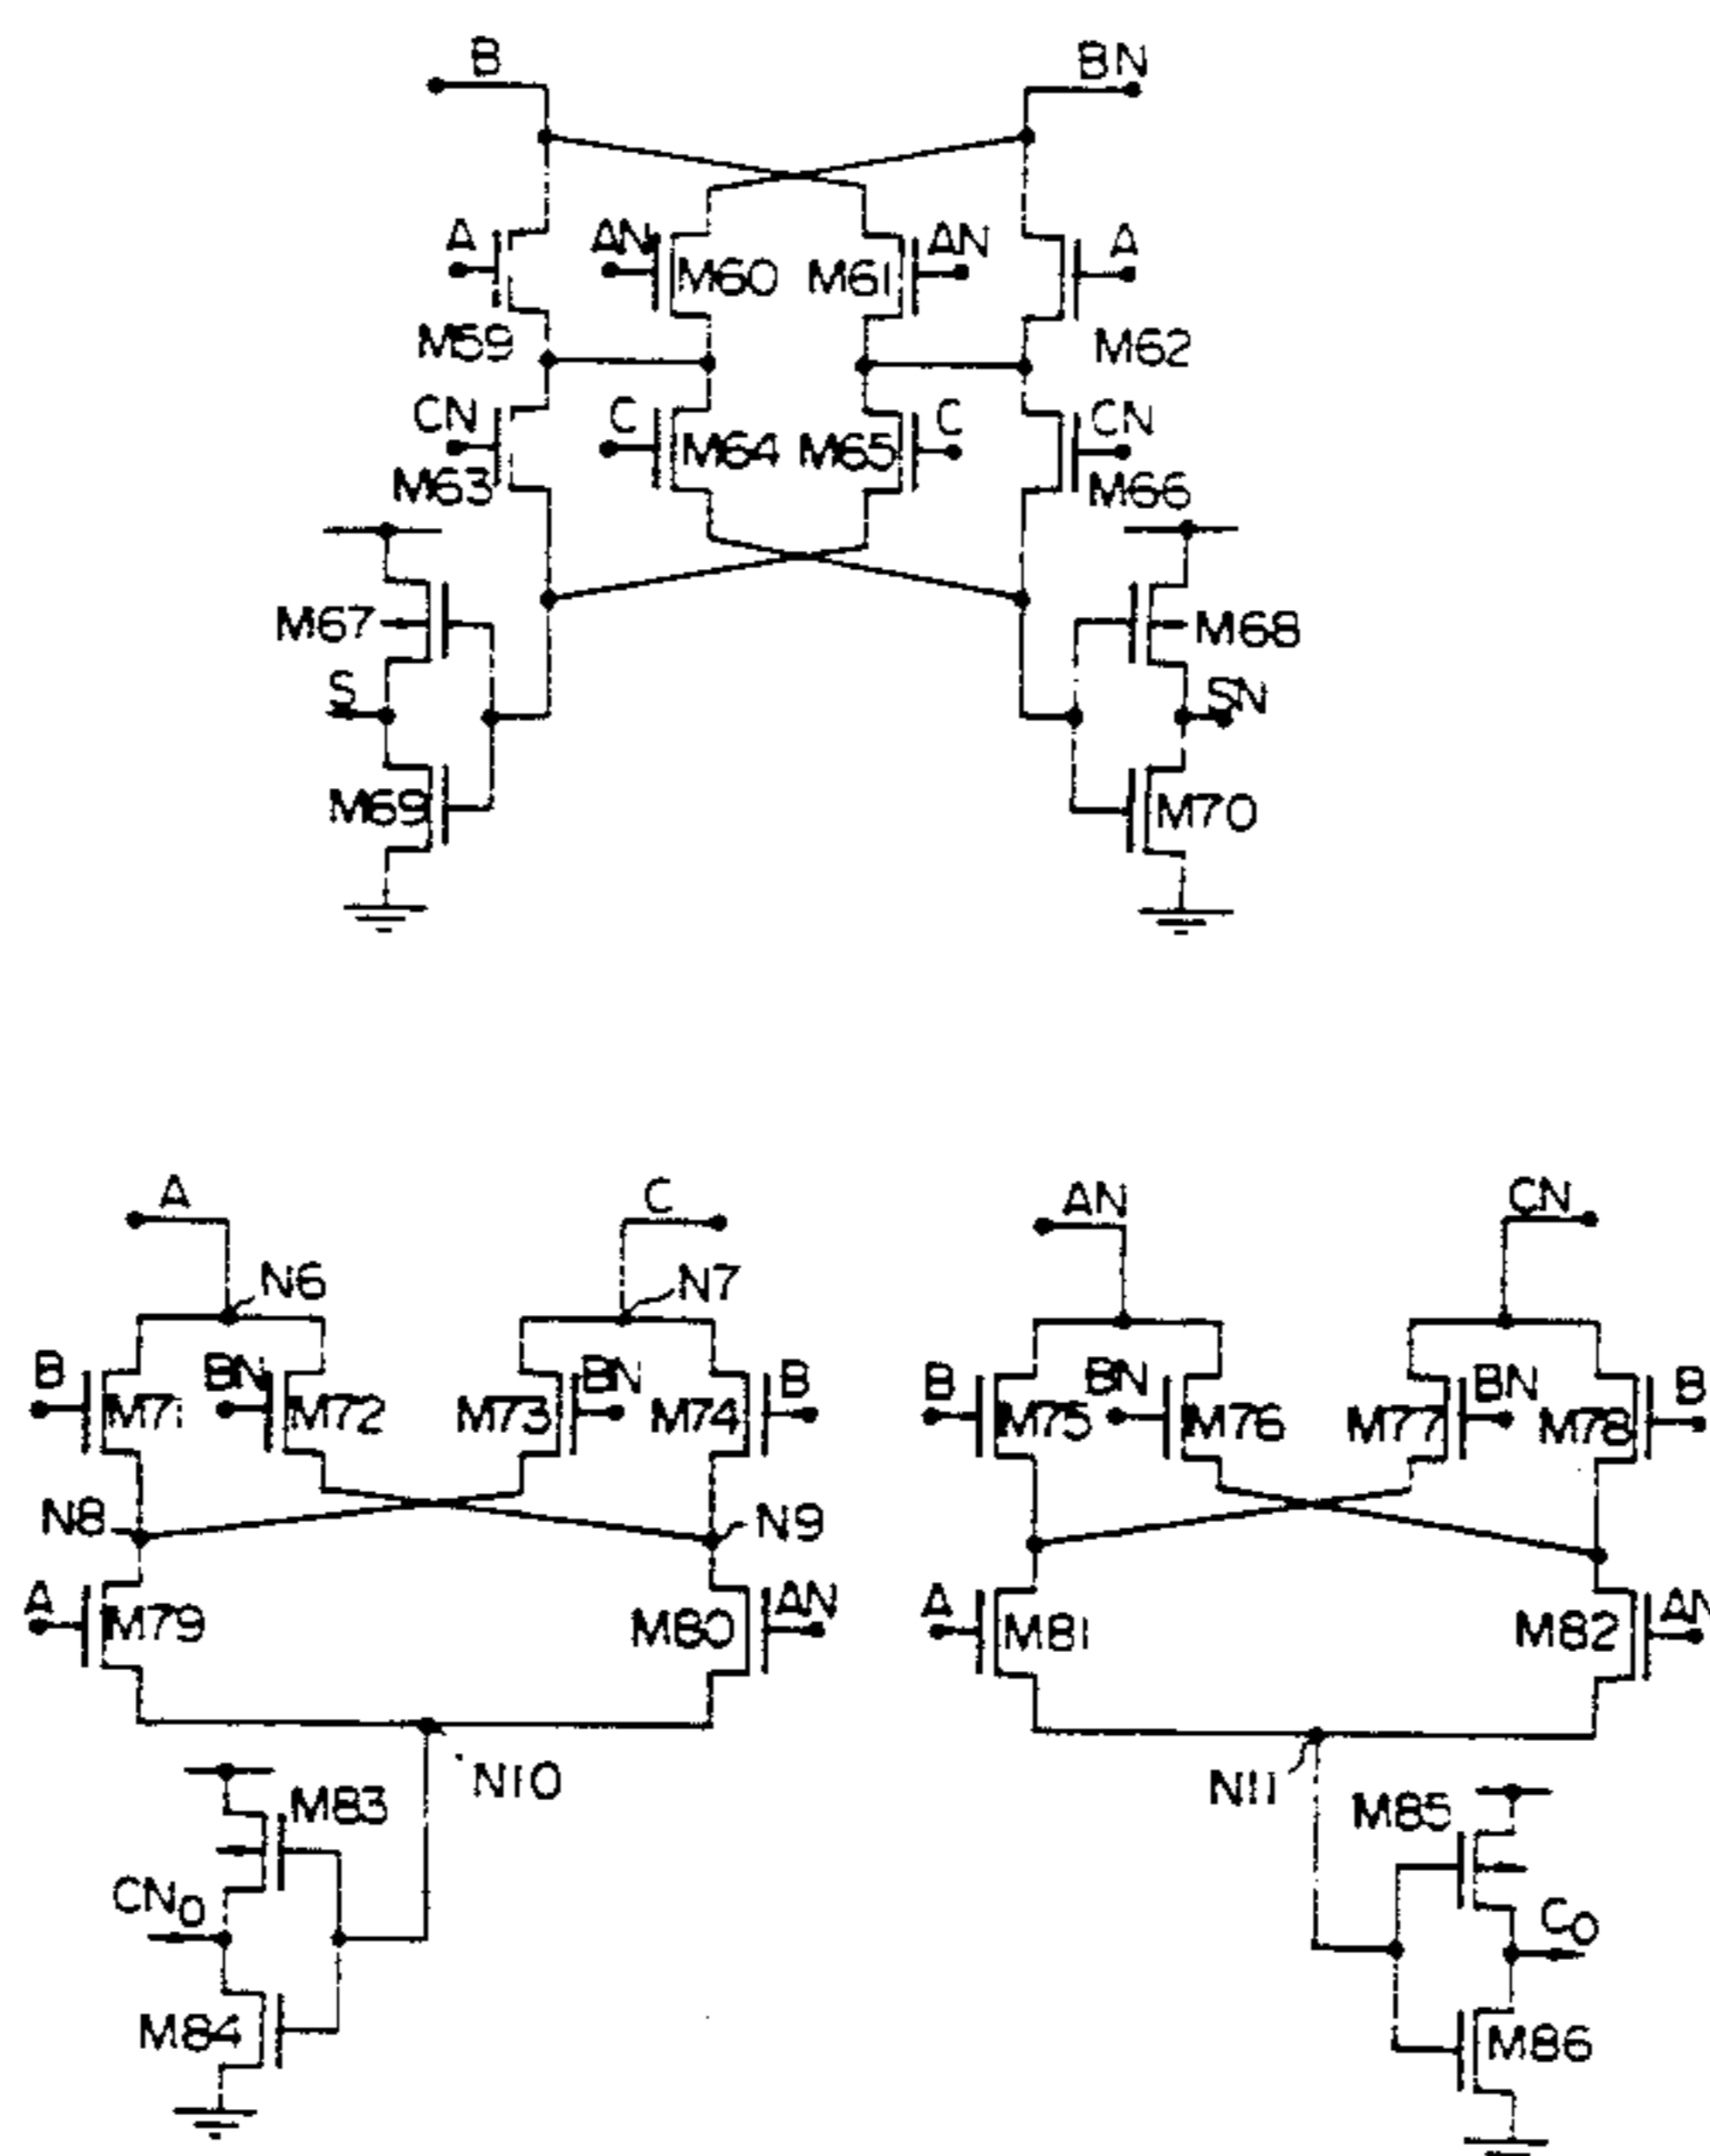 B BN
A AN M60 M61 AN A
M59 M62
CN C M64 M65 C CN
M63 M66
M67 M68
S SN
M69 M70
A C AN CN
N6 N7
B M71 BN M72 M73 BN M74 B B M75 BN M76 M77 BN M78 B
N8 N9
A M79 M80 AN A M81 M82 AN
N10 N11
M83 M85
CN0 C0
M84 M86